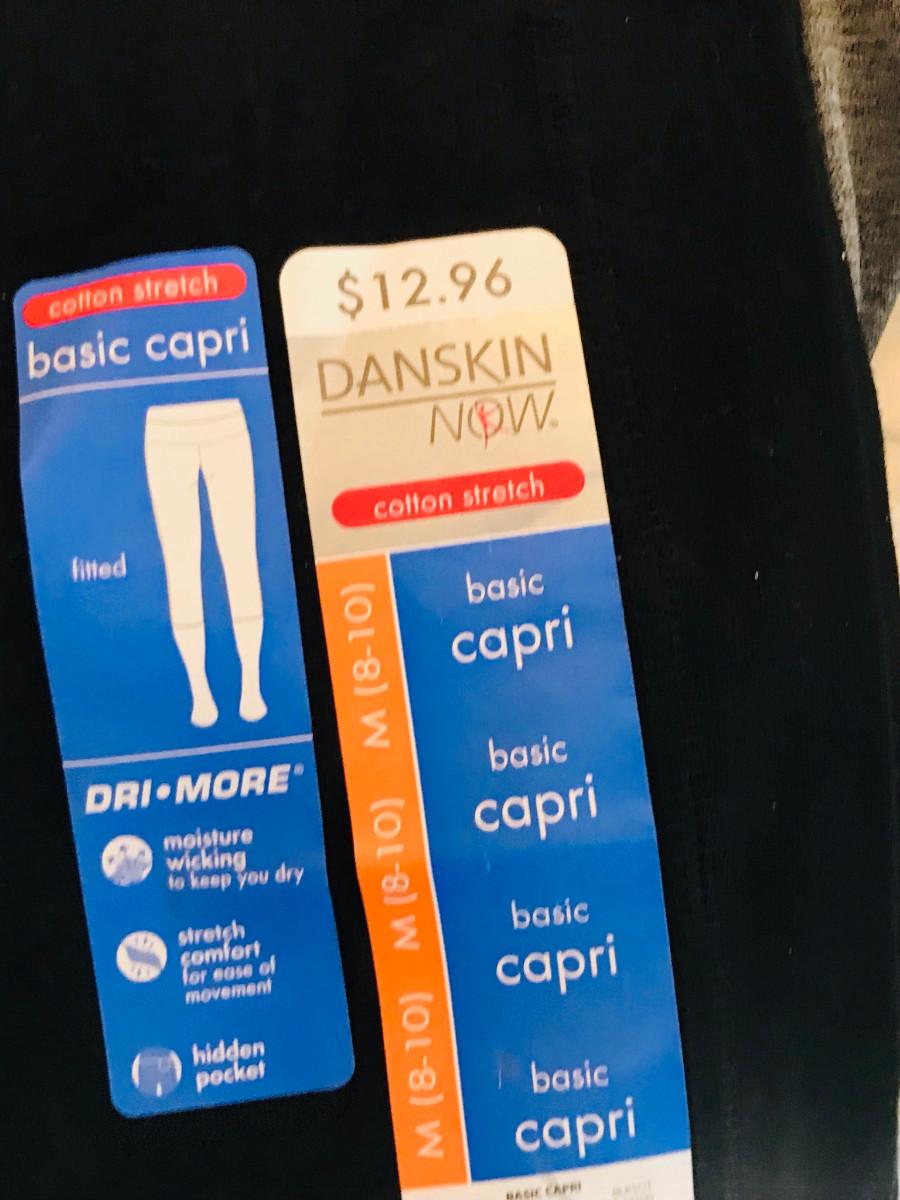 cotton stretch
basic capri
fitted
DRI•MORE®
moisture
wicking
to keep you dry
stretch
comfort
for ease of
movement
hidden
pocket
$12.96
DANSKIN
NOW®
cotton stretch
M (8-10)
M (8-10)
M (8-10)
basic
capri
basic
capri
basic
capri
basic
capri
BASIC CAPRI